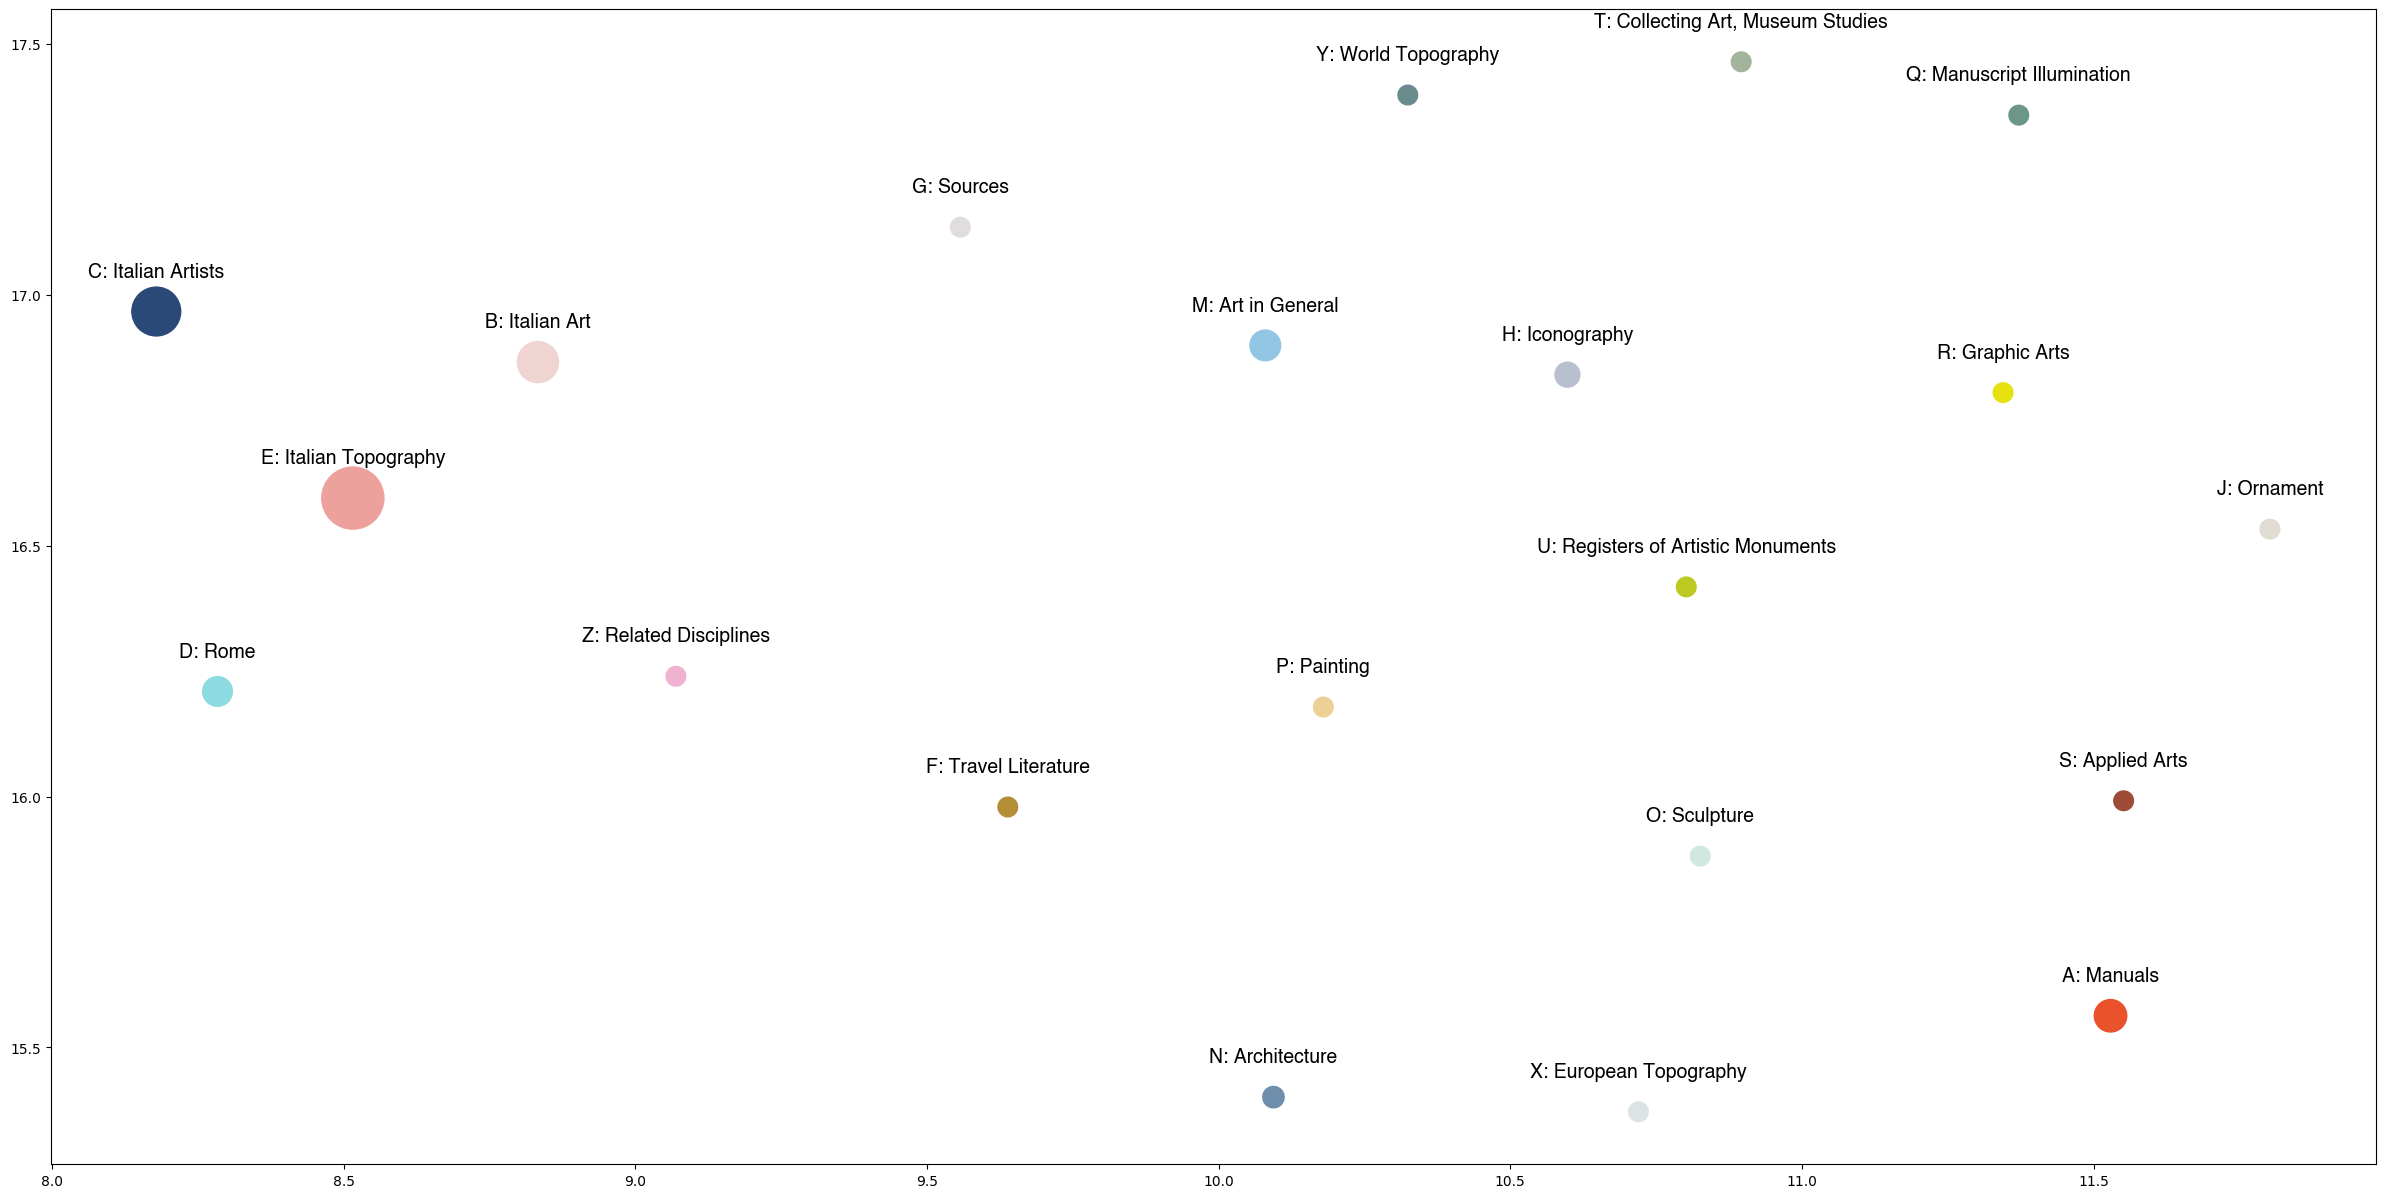 T: Collecting Art, Museum Studies
17.5
Y: World Topography
Q: Manuscript Illumination
G: Sources
C: Italian Artists
17.0
M: Art in General
B: Italian Art
H: Iconography
R: Graphic Arts
E: Italian Topography
J: Ornament
16.5
U: Registers of Artistic Monuments
Z: Related Disciplines
D: Rome
P: Painting
S: Applied Arts
F: Travel Literature
16.0
O: Sculpture
A: Manuals
15.5
N: Architecture
X: European Topography
8.0 8.5 9.0 9.5 10.0 10.5 11.0 11.5